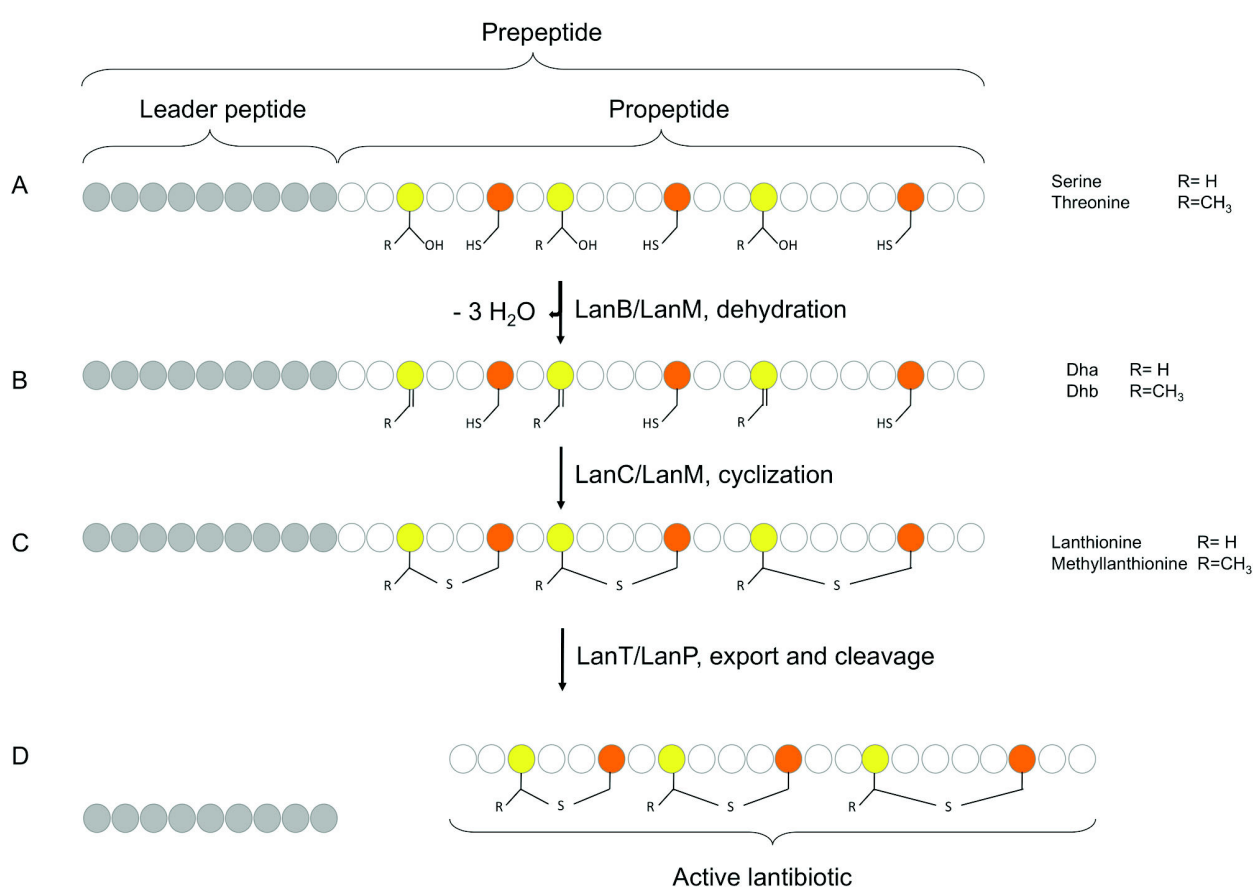 Prepeptide
Leader peptide
Propeptide
A
Serine R= H
Threonine R=CH3
R OH HS R OH HS R OH HS
- 3 H2O LanB/LanM, dehydration
B
Dha R= H
Dhb R=CH3
R HS R HS R HS
LanC/LanM, cyclization
C
Lanthionine R= H
Methyllanthionine R=CH3
R S R S R S
LanT/LanP, export and cleavage
D
R S R S R S
Active lantibiotic